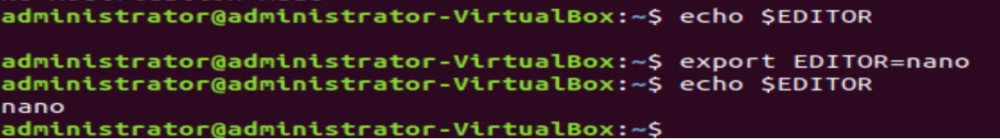 administrator@administrator-VirtualBox:~$ echo $EDITOR
administrator@administrator-VirtualBox:~$ export EDITOR=nano
administrator@administrator-VirtualBox:~$ echo $EDITOR
nano
administrator@administrator-VirtualBox:~$